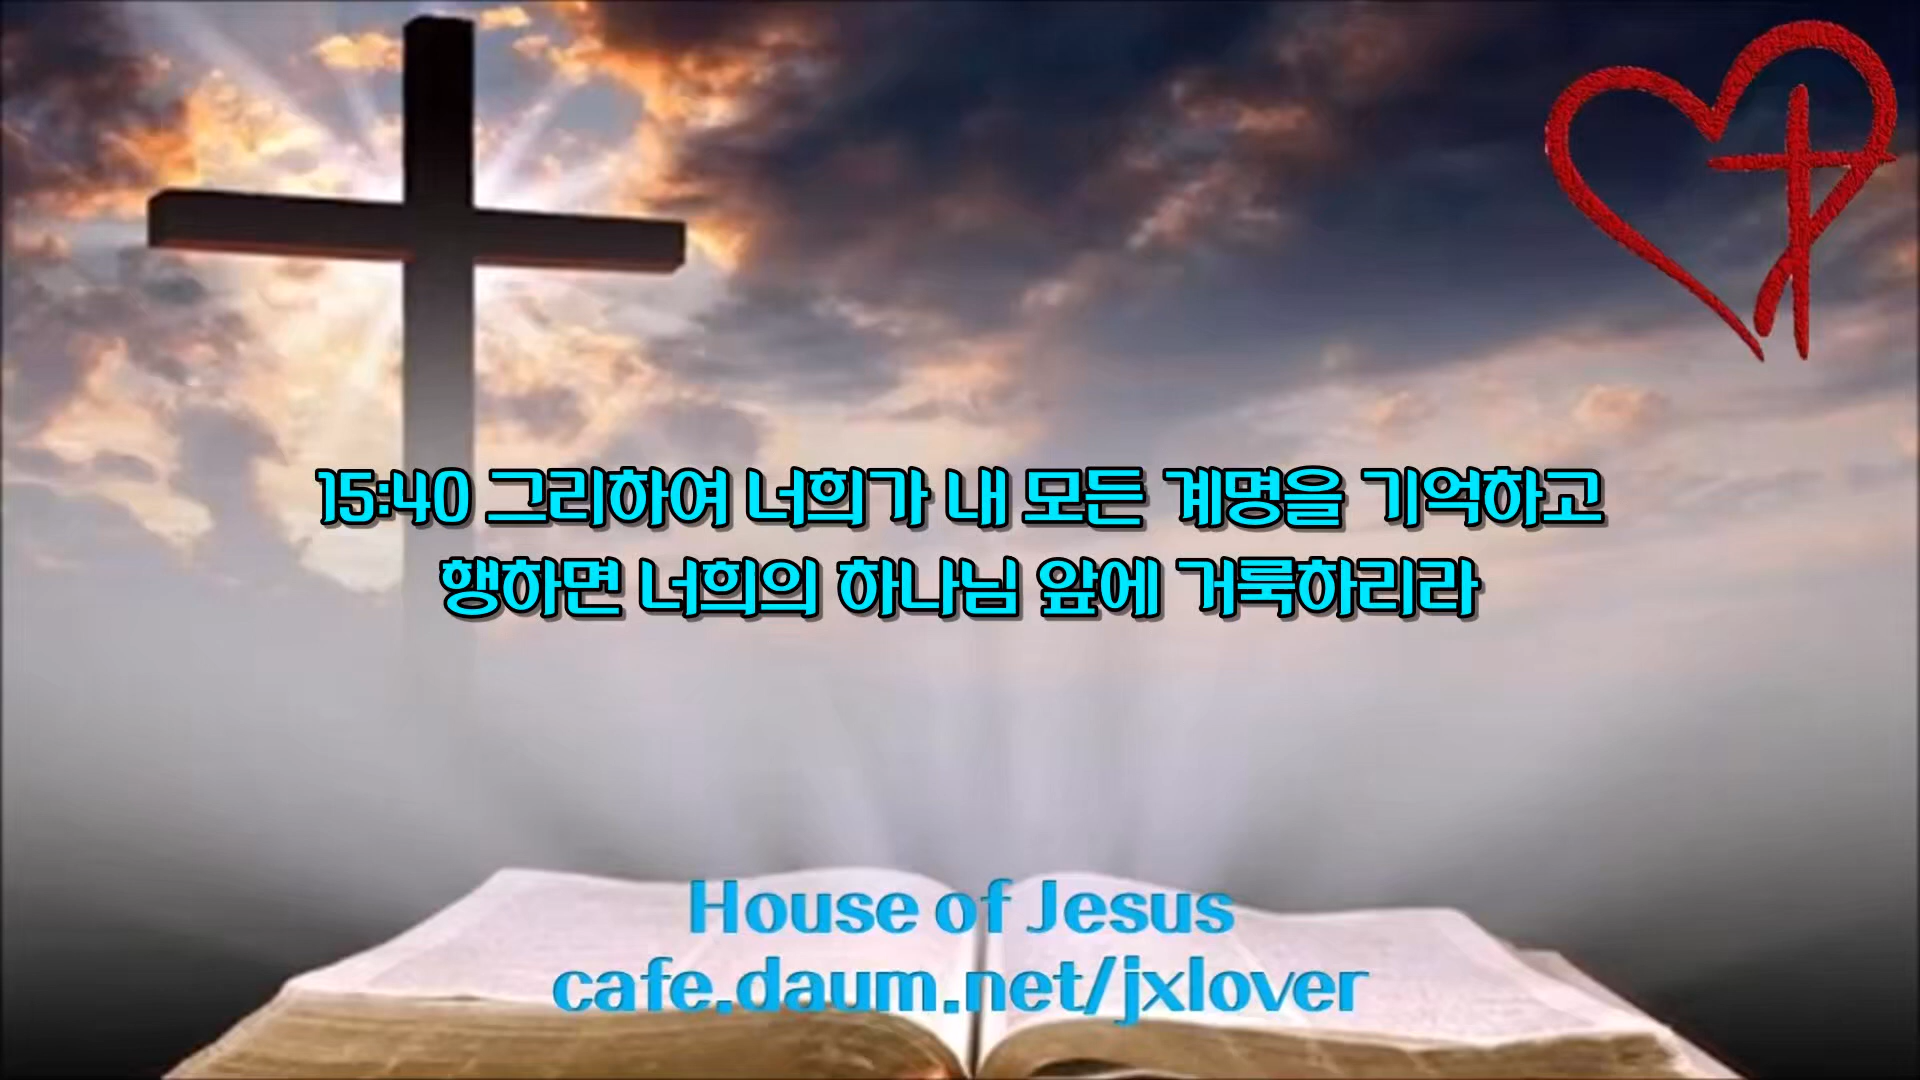 15:40 그리하여 너희가 내 모든 계명을 기억하고
행하면 너희의 하나님 앞에 거룩하리라
House of Jesus
cafe.daum.net/jxlover